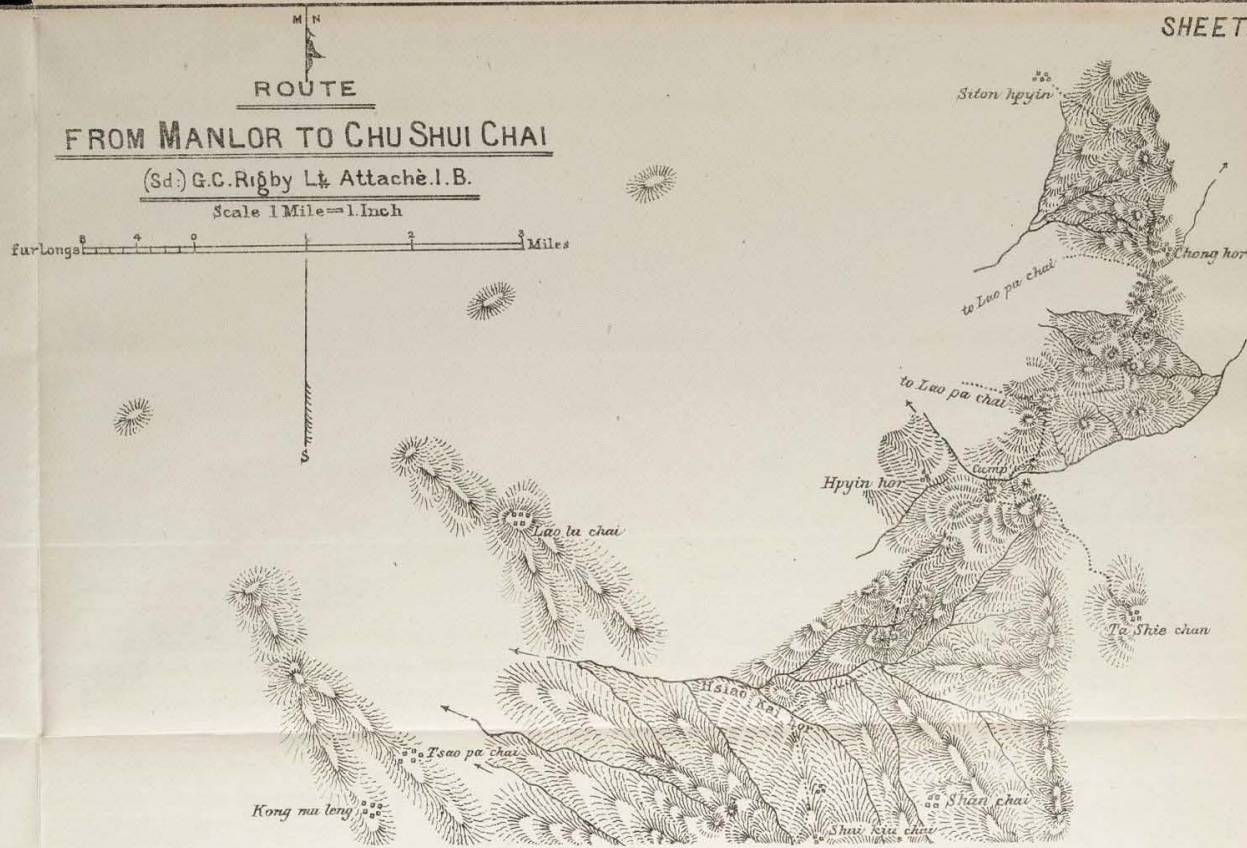 SHEET
M N
ROUTE
FROM MANLOR TO CHU SHUI CHAI
(Sd:) G.C.Rigby Lt. Attachè.I.B.
Scale 1 Mile=1.Inch
furLongs 8 4 0 1 2 3 Miles
S
Siton hpyin
Chong hor
to Lao pa chai
to Lao pa chai
Camp
Hpyin hor
Lao lu chai
Ta Shie chan
Hsiao Kai hor
Tsao pa chai
Kong mu leng
Shan chai
Shui kiu chai